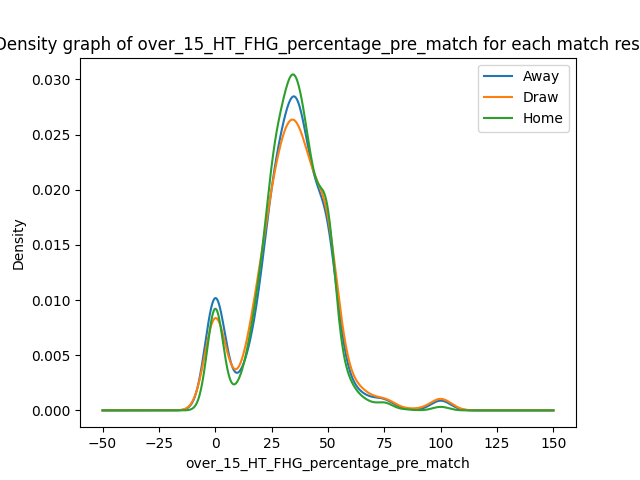 Density graph of over_15_HT_FHG_percentage_pre_match for each match res
Away
Draw
Home
0.030
0.025
0.020
0.015
0.010
0.005
0.000
Density
−50
−25
0
25
50
75
100
125
150
over_15_HT_FHG_percentage_pre_match